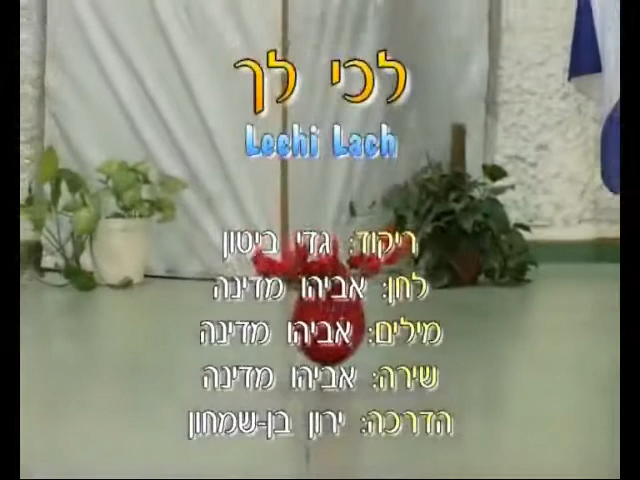 לכי לך
Lechi Lach
ריקוד: גדי ביטון
לחן: אביהו מדינה
מילים: אביהו מדינה
שירה: אביהו מדינה
הדרכה: ירון בן-שמחון